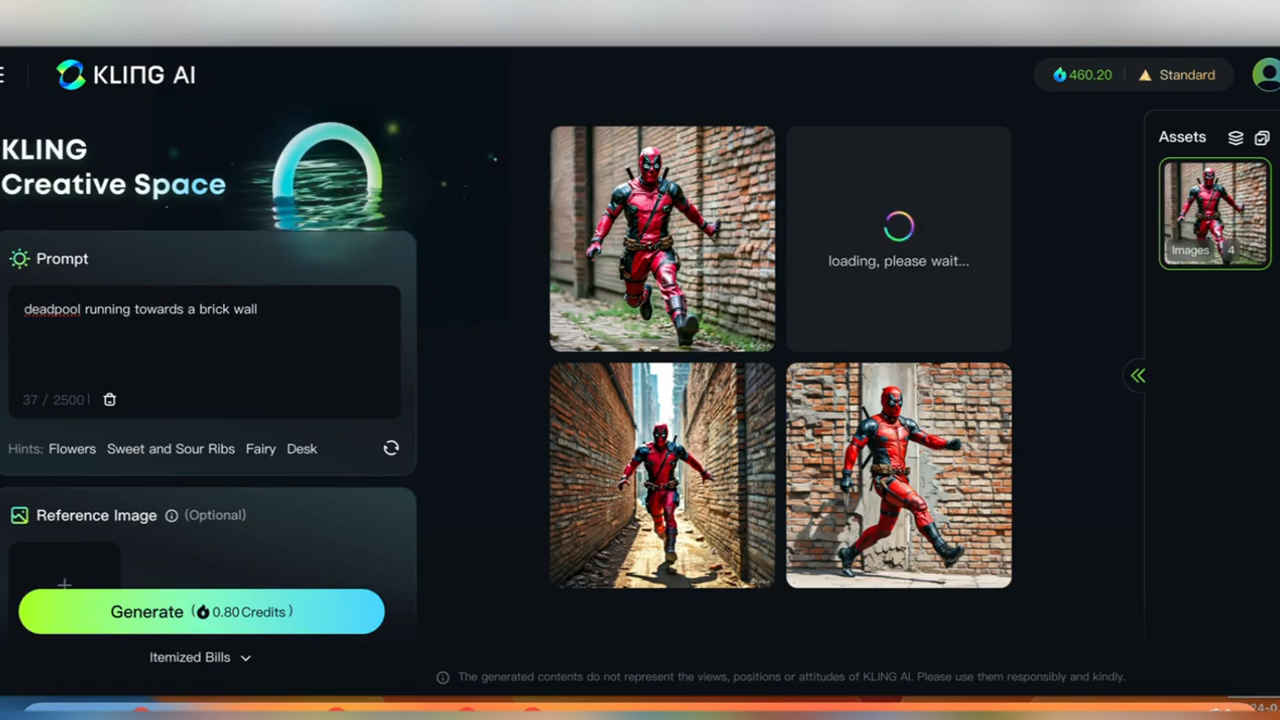 KLING AI
460.20
Standard
KLING
Creative Space
Assets
Images 4
Prompt
deadpool running towards a brick wall
37 / 2500
loading, please wait...
Hints: Flowers Sweet and Sour Ribs Fairy Desk
Reference Image (Optional)
+
Generate ( 0.80 Credits )
Itemized Bills
The generated contents do not represent the views, positions or attitudes of KLING AI. Please use them responsibly and kindly.